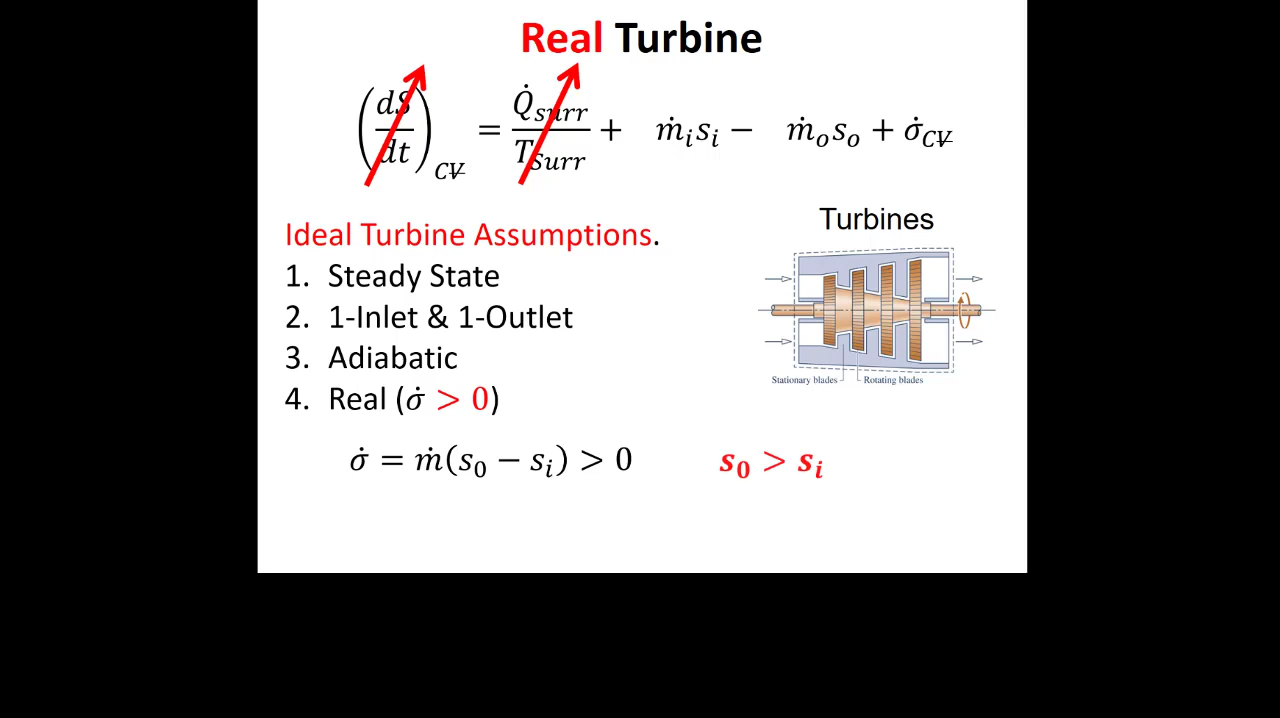 Real Turbine
(dS/dt)_CV̶ = Q̇_surr/T_Surr + ṁ_i s_i − ṁ_o s_o + σ̇_CV̶
Ideal Turbine Assumptions.
Turbines
1. Steady State
2. 1-Inlet & 1-Outlet
3. Adiabatic
4. Real (σ̇ > 0)
Stationary blades
Rotating blades
σ̇ = ṁ(s_0 − s_i) > 0
s_0 > s_i